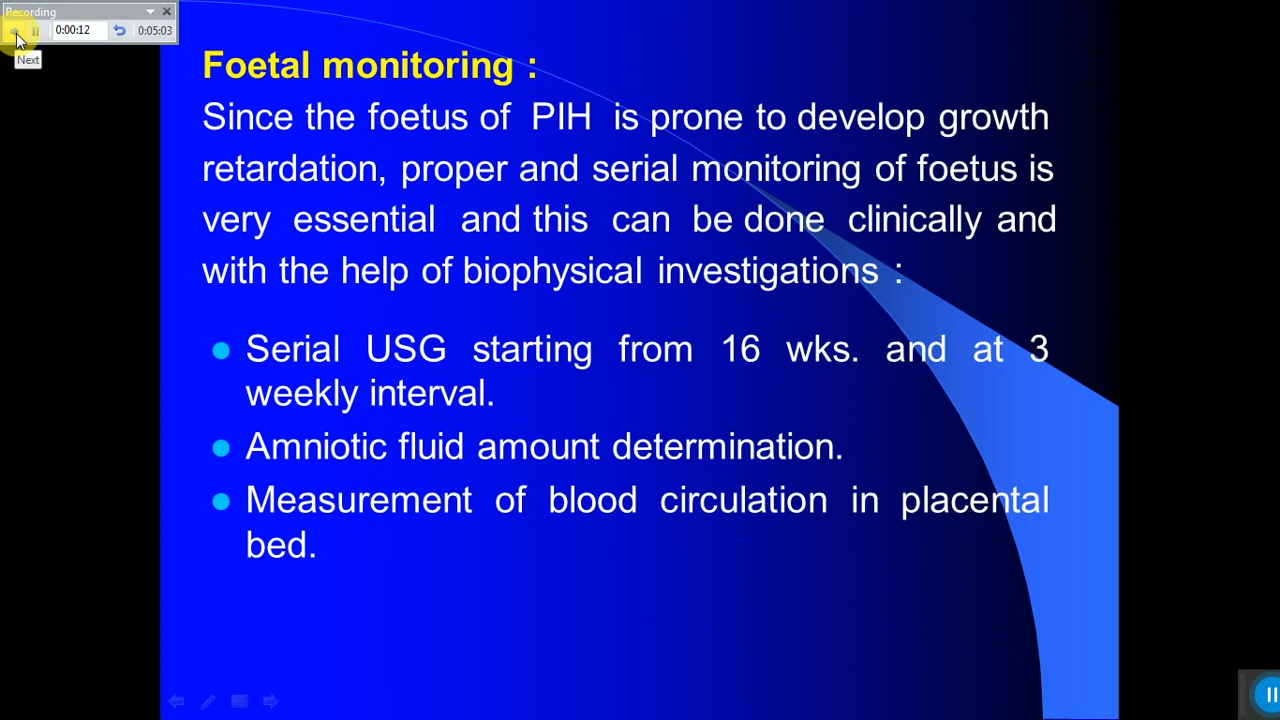 Recording
0:00:12
0:05:03
Next
Foetal monitoring :
Since the foetus of PIH is prone to develop growth
retardation, proper and serial monitoring of foetus is
very essential and this can be done clinically and
with the help of biophysical investigations :
Serial USG starting from 16 wks. and at 3
weekly interval.
Amniotic fluid amount determination.
Measurement of blood circulation in placental
bed.